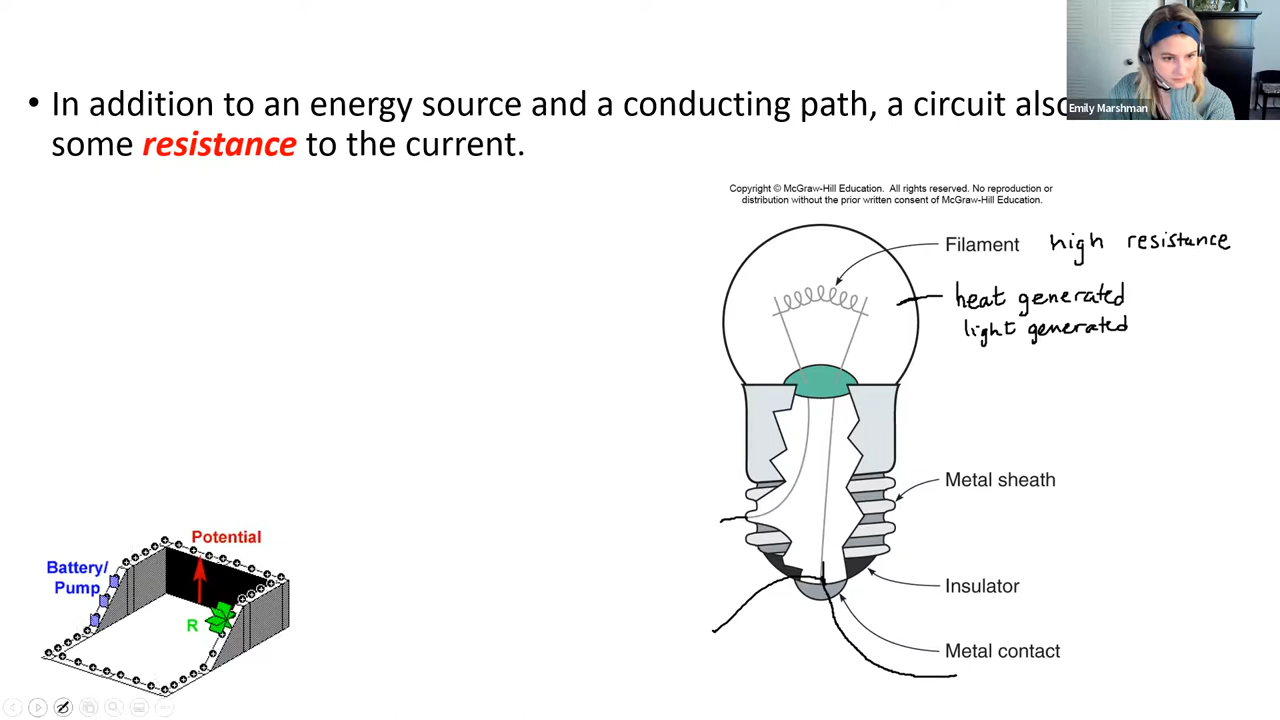 • In addition to an energy source and a conducting path, a circuit also
some resistance to the current.
Emily Marshman
Copyright © McGraw-Hill Education. All rights reserved. No reproduction or
distribution without the prior written consent of McGraw-Hill Education.
Filament high resistance
heat generated
light generated
Metal sheath
Insulator
Metal contact
Potential
Battery/
Pump
R